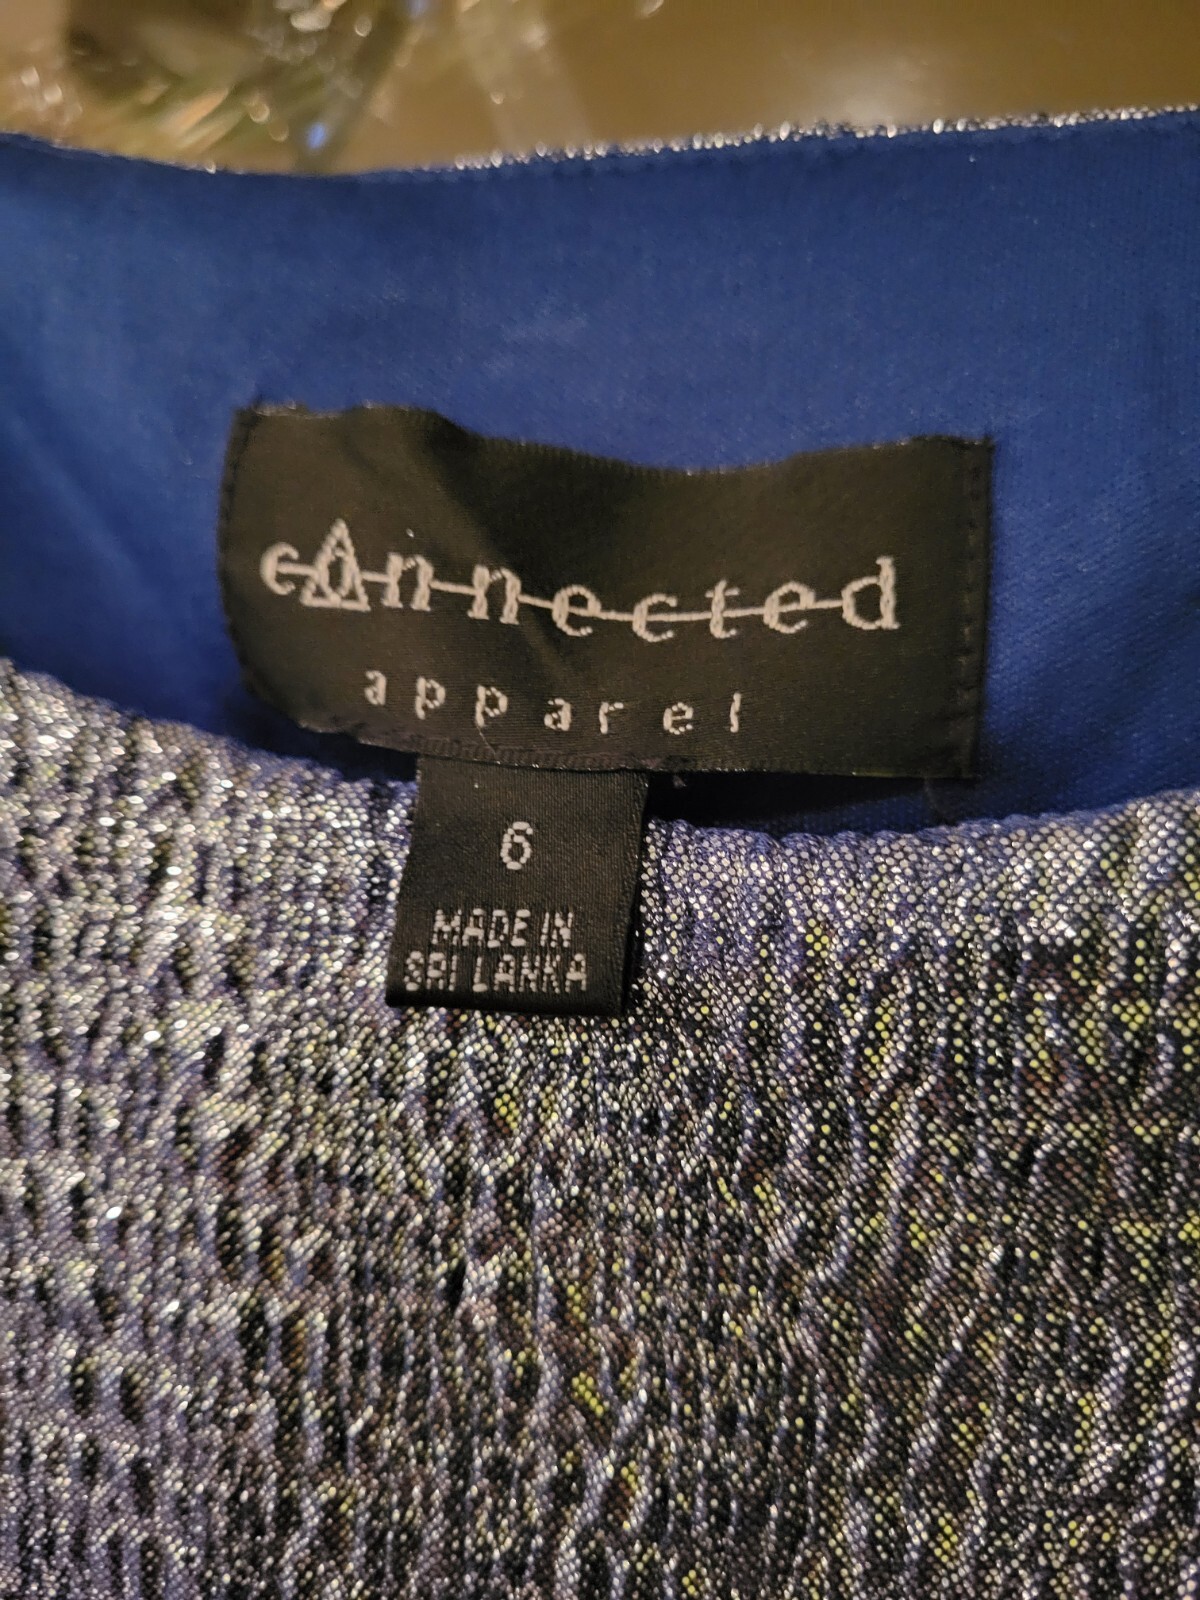 connected
apparel
6
MADE IN
SRI LANKA